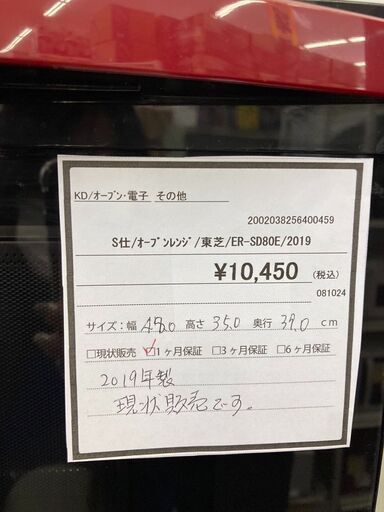 KD/オーブン・電子 その他
2002038256400459
S仕/オーブンレンジ/東芝/ER-SD80E/2019
¥10,450 (税込)
081024
サイズ：幅 48.0 高さ 35.0 奥行 39.0 cm
□現状販売 ☑1ヶ月保証 □3ヶ月保証 □6ヶ月保証
2019年製
現状販売です。